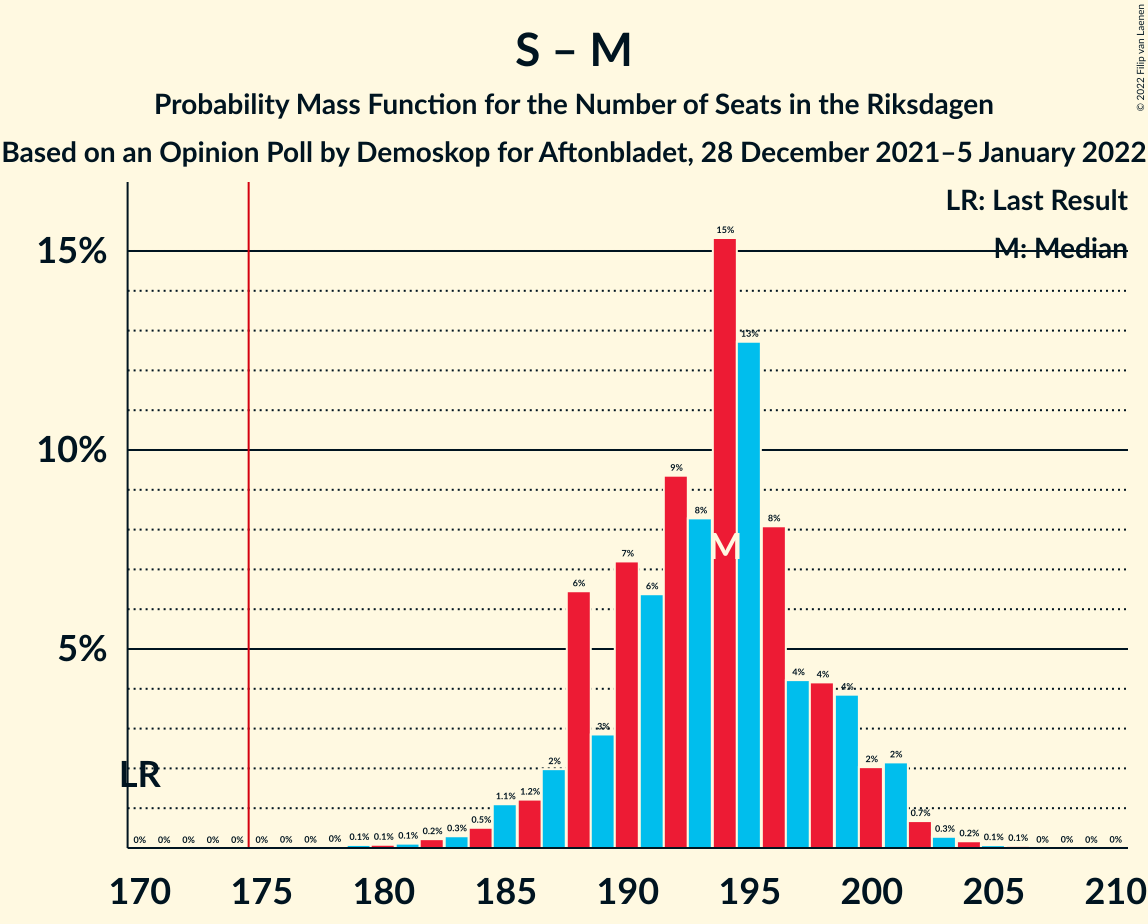 S – M
Probability Mass Function for the Number of Seats in the Riksdagen
Based on an Opinion Poll by Demoskop for Aftonbladet, 28 December 2021–5 January 2022
© 2022 Filip van Laenen
LR: Last Result
M: Median
15%
10%
5%
LR
M
0% 0% 0% 0% 0% 0% 0% 0% 0% 0.1% 0.1% 0.1% 0.2% 0.3% 0.5% 1.1% 1.2% 2% 6% 3% 7% 6% 9% 8% 15% 13% 8% 4% 4% 4% 2% 2% 0.7% 0.3% 0.2% 0.1% 0.1% 0% 0% 0% 0%
170 175 180 185 190 195 200 205 210